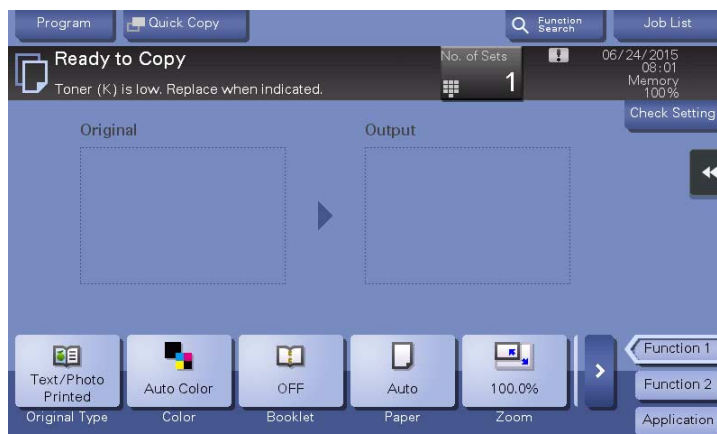 Program
Quick Copy
Function
Search
Job List
Ready to Copy
Toner (K) is low. Replace when indicated.
No. of Sets
1
06/24/2015
08:01
Memory
100%
Check Setting
Original
Output
Text/Photo
Printed
Auto Color
OFF
Auto
100.0%
Original Type
Color
Booklet
Paper
Zoom
Function 1
Function 2
Application